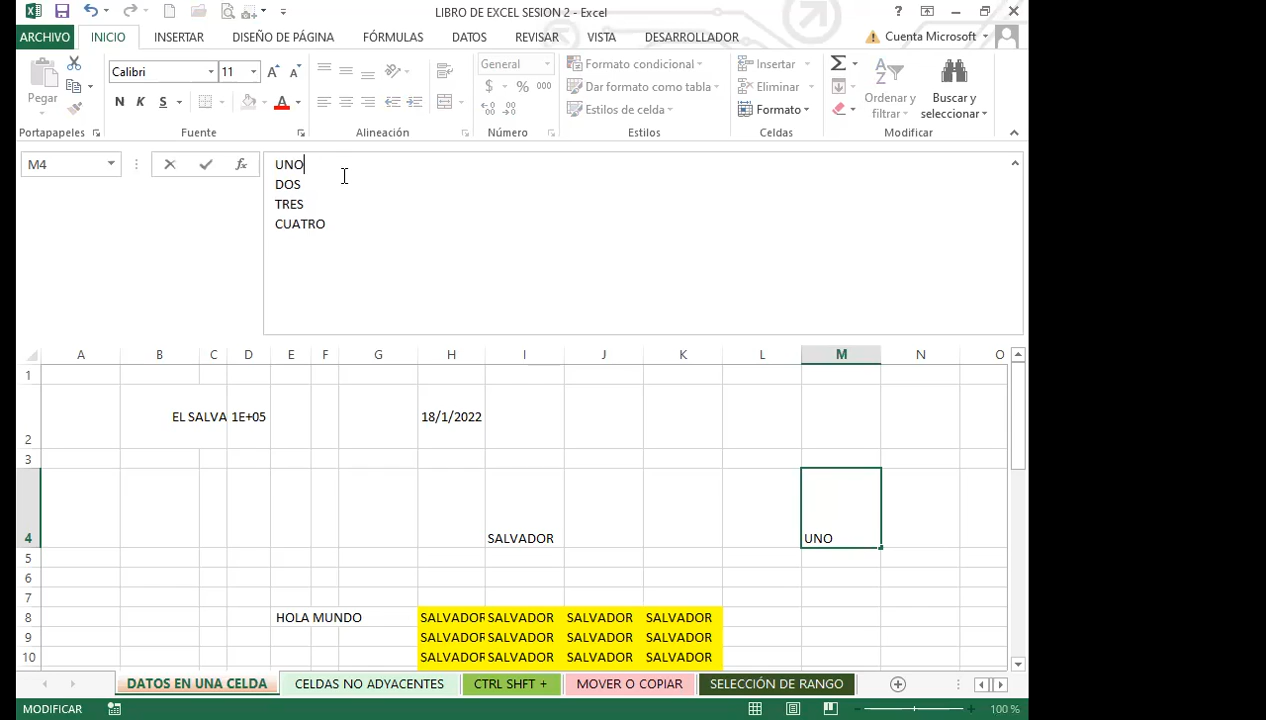 LIBRO DE EXCEL SESION 2 - Excel
?
ARCHIVO INICIO INSERTAR DISEÑO DE PÁGINA FÓRMULAS DATOS REVISAR VISTA DESARROLLADOR Cuenta Microsoft
Pegar
Calibri 11 A A
N K S A
General
$ % 000
Formato condicional
Dar formato como tabla
Estilos de celda
Insertar
Eliminar
Formato
Σ
Ordenar y filtrar
Buscar y seleccionar
Portapapeles Fuente Alineación Número Estilos Celdas Modificar
M4 fx UNO
DOS
TRES
CUATRO
A B C D E F G H I J K L M N O
1
2 EL SALVA 1E+05 18/1/2022
3
4 SALVADOR UNO
5
6
7
8 HOLA MUNDO SALVADOR SALVADOR SALVADOR SALVADOR
9 SALVADOR SALVADOR SALVADOR SALVADOR
10 SALVADOR SALVADOR SALVADOR SALVADOR
DATOS EN UNA CELDA CELDAS NO ADYACENTES CTRL SHFT + MOVER O COPIAR SELECCIÓN DE RANGO
MODIFICAR 100 %